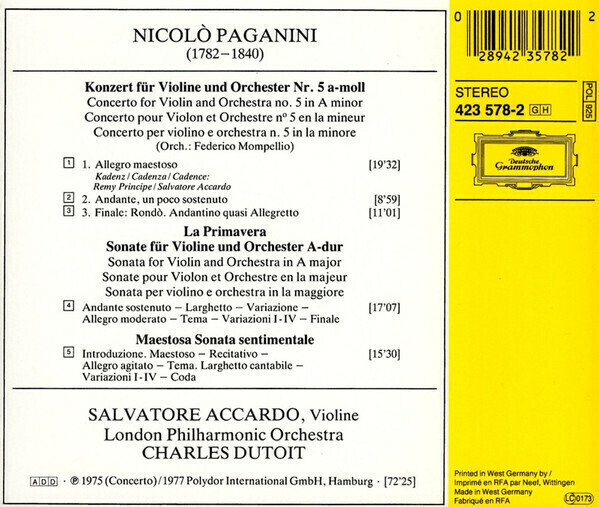 NICOLÒ PAGANINI
(1782–1840)
Konzert für Violine und Orchester Nr. 5 a-moll
Concerto for Violin and Orchestra no. 5 in A minor
Concerto pour Violon et Orchestre nº 5 en la mineur
Concerto per violino e orchestra n. 5 in la minore
(Orch.: Federico Mompellio)
1 1. Allegro maestoso [19'32]
Kadenz / Cadenza / Cadence:
Remy Principe / Salvatore Accardo
2 2. Andante, un poco sostenuto [8'59]
3 3. Finale: Rondò. Andantino quasi Allegretto [11'01]
La Primavera
Sonate für Violine und Orchester A-dur
Sonata for Violin and Orchestra in A major
Sonate pour Violon et Orchestre en la majeur
Sonata per violino e orchestra in la maggiore
4 Andante sostenuto – Larghetto – Variazione – [17'07]
Allegro moderato – Tema – Variazioni I-IV – Finale
Maestosa Sonata sentimentale
5 Introduzione. Maestoso – Recitativo – [15'30]
Allegro agitato – Tema. Larghetto cantabile –
Variazioni I-IV – Coda
SALVATORE ACCARDO, Violine
London Philharmonic Orchestra
CHARLES DUTOIT
ADD · ℗ 1975 (Concerto) / 1977 Polydor International GmbH, Hamburg · [72'25]
0 2
28942 35782
STEREO
423 578-2 GH
POL 925
Deutsche
Grammophon
Printed in West Germany by /
Imprimé en RFA par Neef, Wittingen
Made in West Germany
Fabriqué en RFA
LC 0173